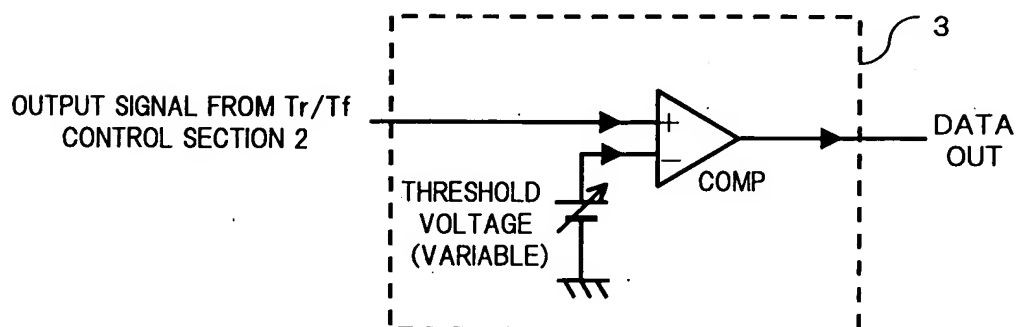 3
OUTPUT SIGNAL FROM Tr/Tf
CONTROL SECTION 2
+
−
COMP
DATA
OUT
THRESHOLD
VOLTAGE
(VARIABLE)